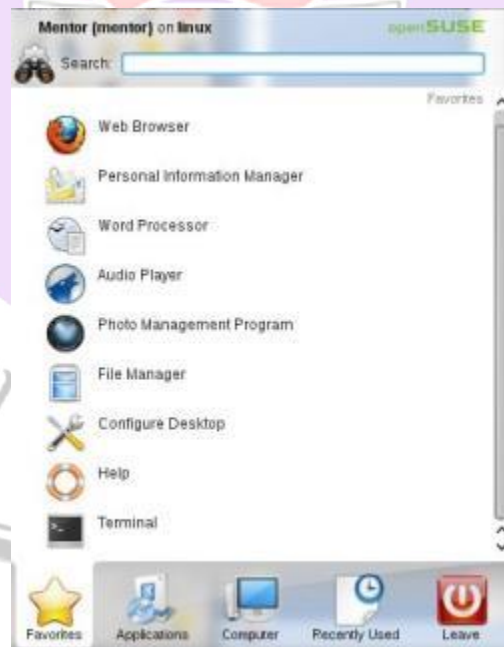 Mentor (mentor) on linux
openSUSE
Search:
Favorites
Web Browser
Personal Information Manager
Word Processor
Audio Player
Photo Management Program
File Manager
Configure Desktop
Help
Terminal
Favorites
Applications
Computer
Recently Used
Leave